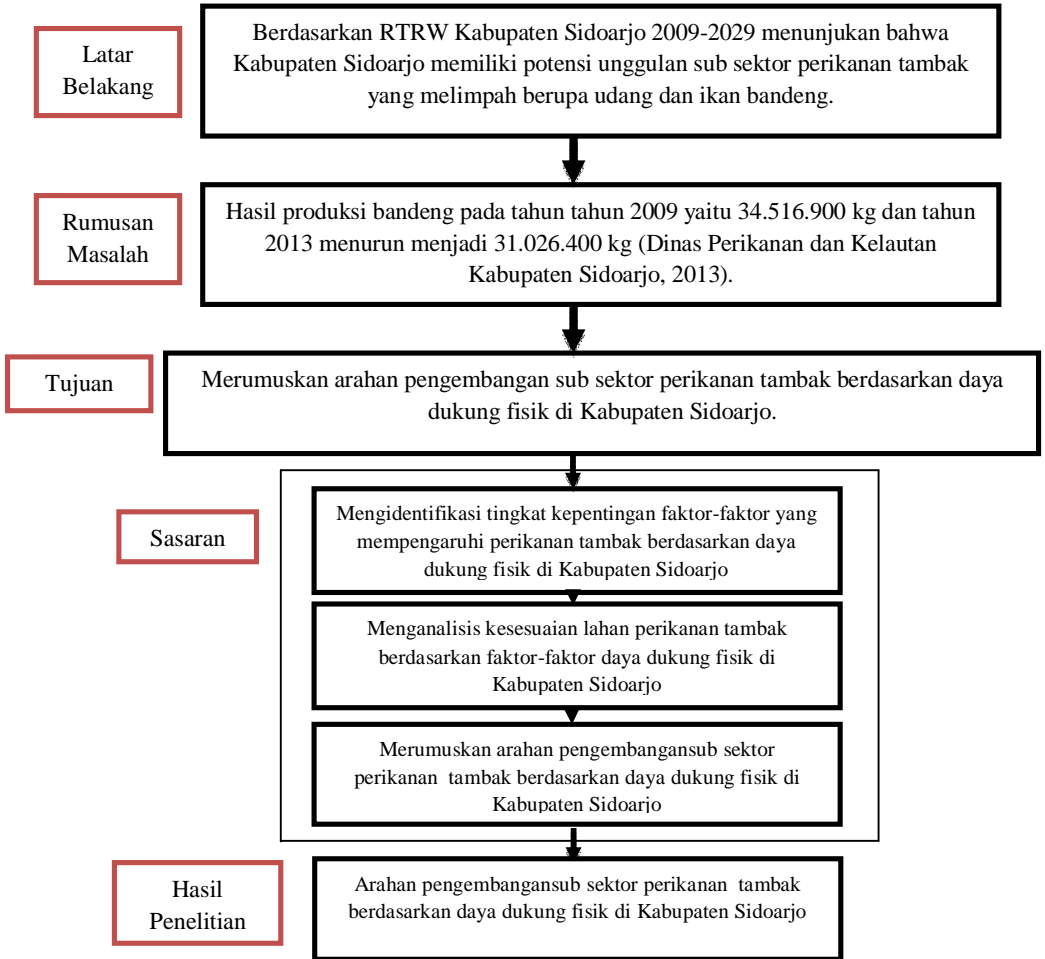 Latar
Belakang
Berdasarkan RTRW Kabupaten Sidoarjo 2009-2029 menunjukan bahwa
Kabupaten Sidoarjo memiliki potensi unggulan sub sektor perikanan tambak
yang melimpah berupa udang dan ikan bandeng.
Rumusan
Masalah
Hasil produksi bandeng pada tahun tahun 2009 yaitu 34.516.900 kg dan tahun
2013 menurun menjadi 31.026.400 kg (Dinas Perikanan dan Kelautan
Kabupaten Sidoarjo, 2013).
Tujuan
Merumuskan arahan pengembangan sub sektor perikanan tambak berdasarkan daya
dukung fisik di Kabupaten Sidoarjo.
Sasaran
Mengidentifikasi tingkat kepentingan faktor-faktor yang
mempengaruhi perikanan tambak berdasarkan daya
dukung fisik di Kabupaten Sidoarjo
Menganalisis kesesuaian lahan perikanan tambak
berdasarkan faktor-faktor daya dukung fisik di
Kabupaten Sidoarjo
Merumuskan arahan pengembangansub sektor
perikanan tambak berdasarkan daya dukung fisik di
Kabupaten Sidoarjo
Hasil
Penelitian
Arahan pengembangansub sektor perikanan tambak
berdasarkan daya dukung fisik di Kabupaten Sidoarjo